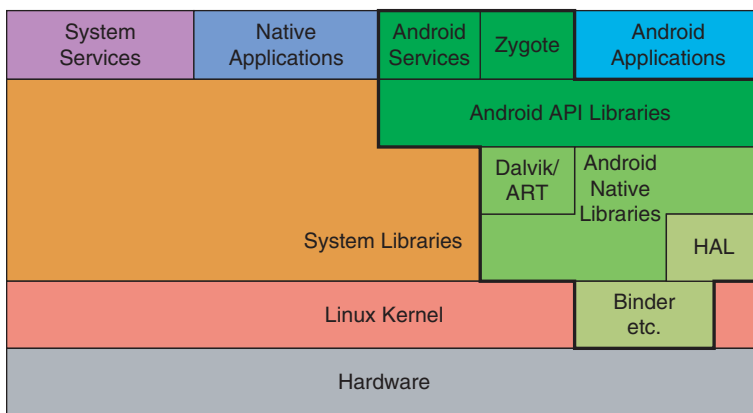 System
Services
Native
Applications
Android
Services
Zygote
Android
Applications
Android API Libraries
Dalvik/
ART
Android
Native
Libraries
System Libraries
HAL
Linux Kernel
Binder
etc.
Hardware